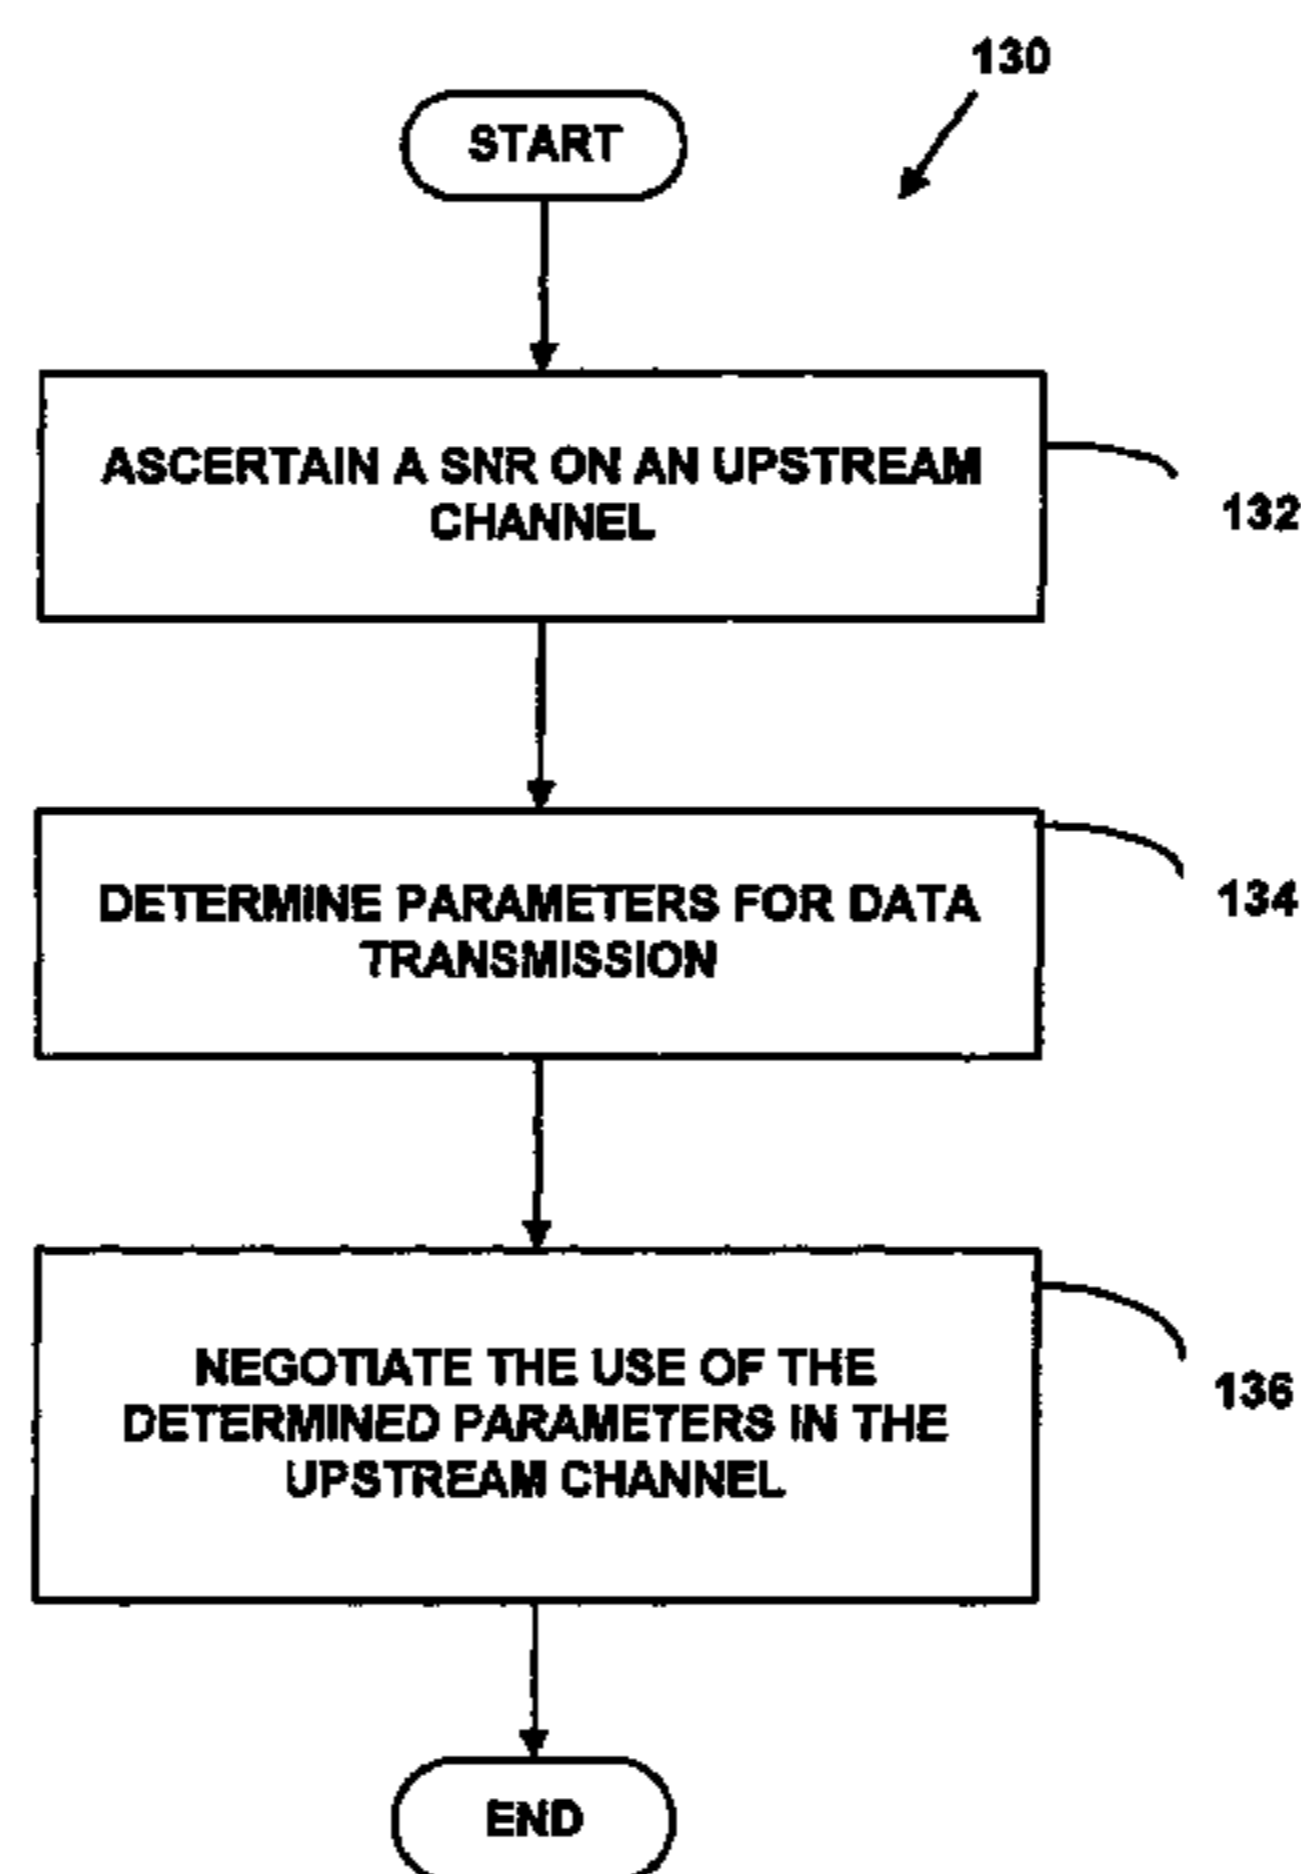 130
START
ASCERTAIN A SNR ON AN UPSTREAM
CHANNEL
132
DETERMINE PARAMETERS FOR DATA
TRANSMISSION
134
NEGOTIATE THE USE OF THE
DETERMINED PARAMETERS IN THE
UPSTREAM CHANNEL
136
END